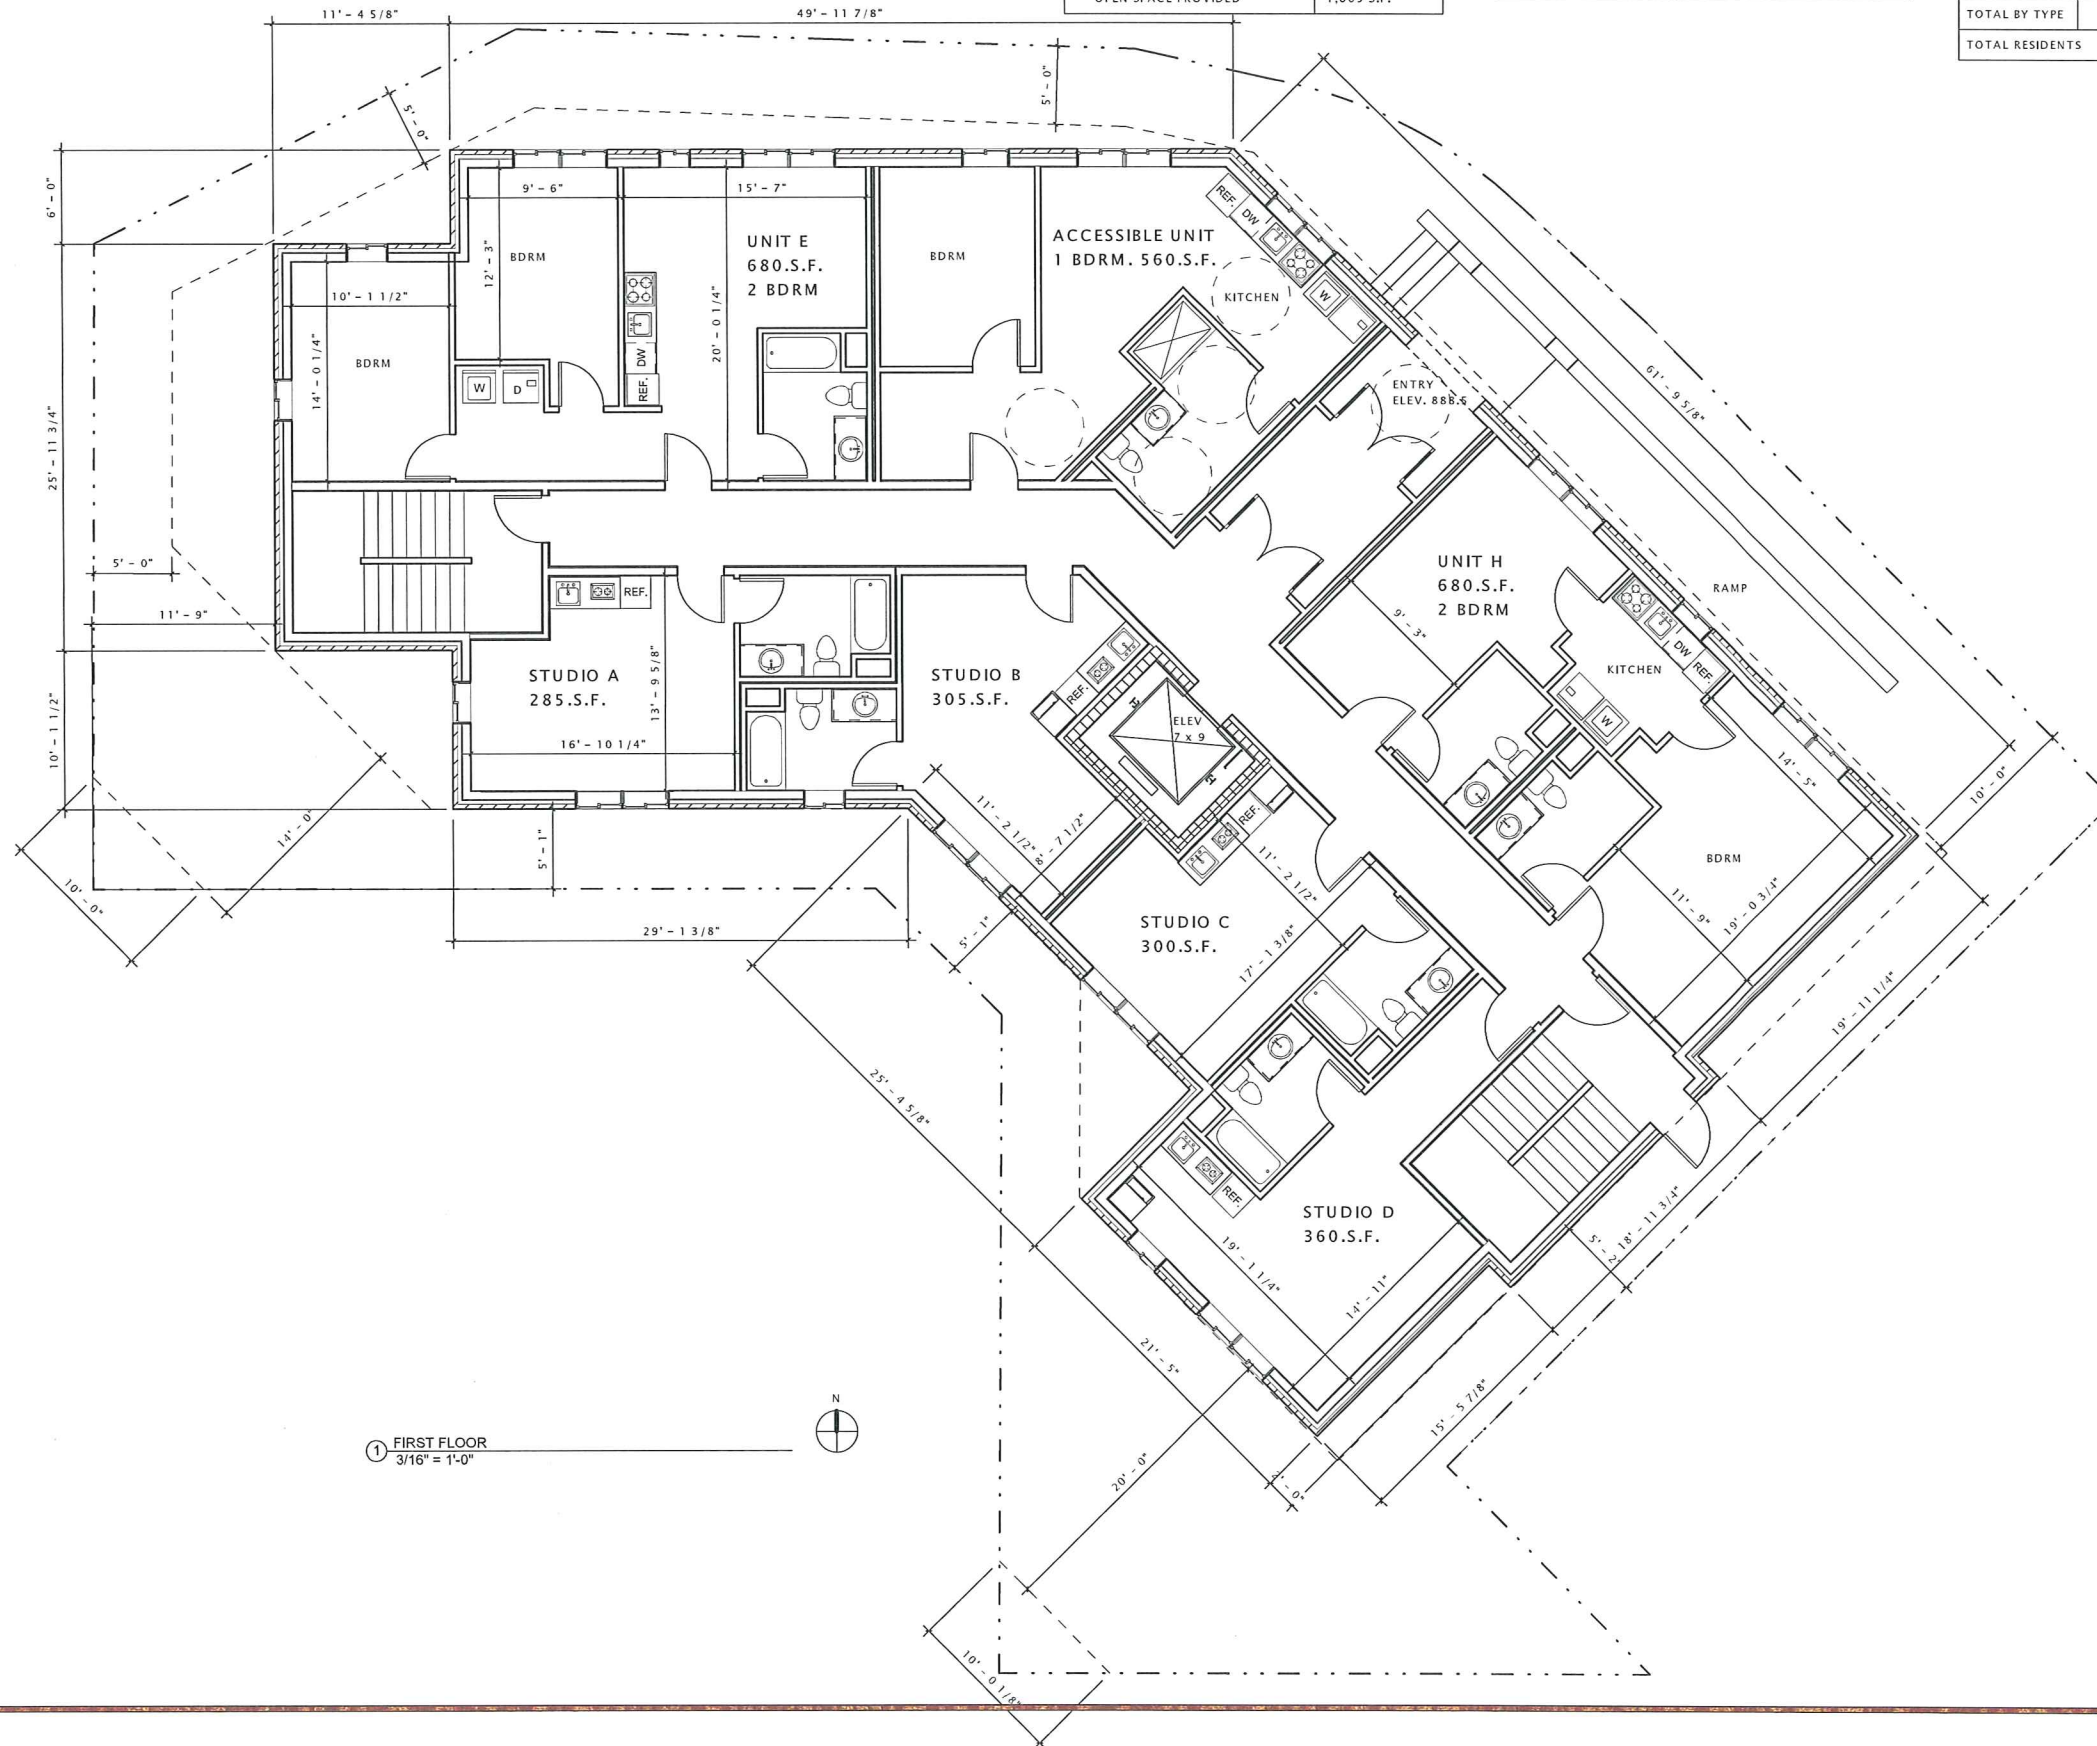 11' - 4 5/8"
49' - 11 7/8"
TOTAL BY TYPE
TOTAL RESIDENTS
5' - 0"
5' - 0"
6' - 0"
9' - 6"
15' - 7"
UNIT E
680.S.F.
2 BDRM
BDRM
12' - 3"
BDRM
ACCESSIBLE UNIT
1 BDRM. 560.S.F.
REF.
DW
W
KITCHEN
10' - 1 1/2"
14' - 0 1/4"
BDRM
20' - 0 1/4"
DW
REF.
W
D
ENTRY
ELEV. 888.5
61' - 9 5/8"
25' - 11 3/4"
5' - 0"
11' - 9"
REF.
UNIT H
680.S.F.
2 BDRM
9' - 3"
RAMP
KITCHEN
DW
REF.
W
STUDIO A
285.S.F.
13' - 9 5/8"
16' - 10 1/4"
STUDIO B
305.S.F.
REF.
ELEV
7 x 9
10' - 1 1/2"
14' - 0"
10' - 0"
5' - 1"
29' - 1 3/8"
11' - 2 1/2"
8' - 7 1/2"
REF.
11' - 2 1/2"
14' - 5"
10' - 0"
BDRM
11' - 9"
19' - 0 3/4"
STUDIO C
300.S.F.
5' - 1"
17' - 1 3/8"
19' - 11 1/4"
25' - 4 5/8"
REF.
STUDIO D
360.S.F.
19' - 1 1/4"
14' - 11"
5' - 2"
18' - 11 3/4"
21' - 5"
15' - 5 7/8"
20' - 0"
2' - 0"
N
1
FIRST FLOOR
3/16" = 1'-0"
10' - 0 1/8"